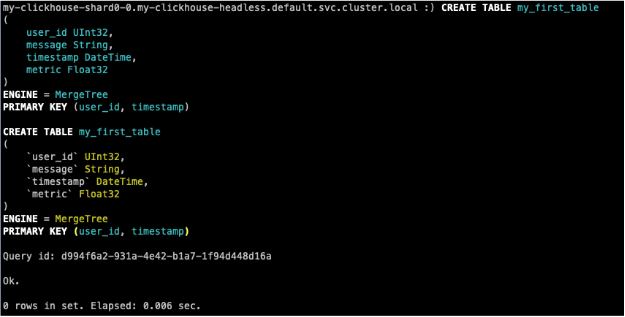 my-clickhouse-shard0-0.my-clickhouse-headless.default.svc.cluster.local :) CREATE TABLE my_first_table
(
    user_id UInt32,
    message String,
    timestamp DateTime,
    metric Float32
)
ENGINE = MergeTree
PRIMARY KEY (user_id, timestamp)

CREATE TABLE my_first_table
(
    `user_id` UInt32,
    `message` String,
    `timestamp` DateTime,
    `metric` Float32
)
ENGINE = MergeTree
PRIMARY KEY (user_id, timestamp)

Query id: d994f6a2-931a-4e42-b1a7-1f94d448d16a

Ok.

0 rows in set. Elapsed: 0.006 sec.